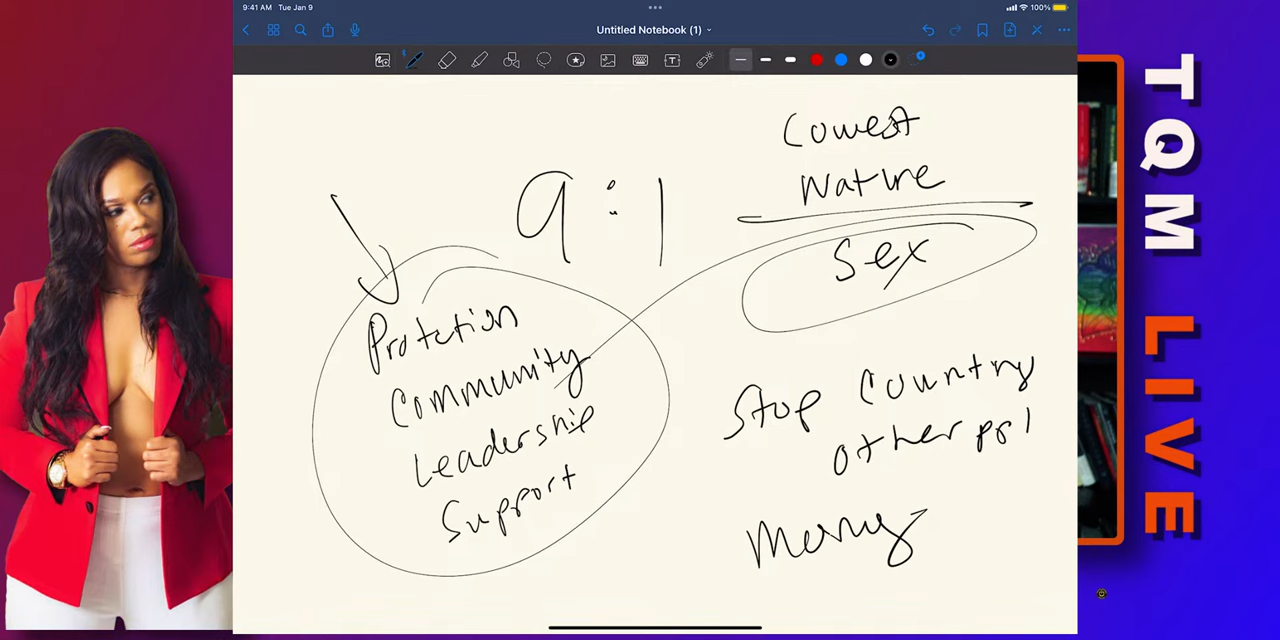 9:41 AM Tue Jan 9
100%
Untitled Notebook (1)
9:1
Lowest
Nature
Sex
Protection
Community
Leadership
Support
Stop Country
other ppl
Money
TQM LIVE